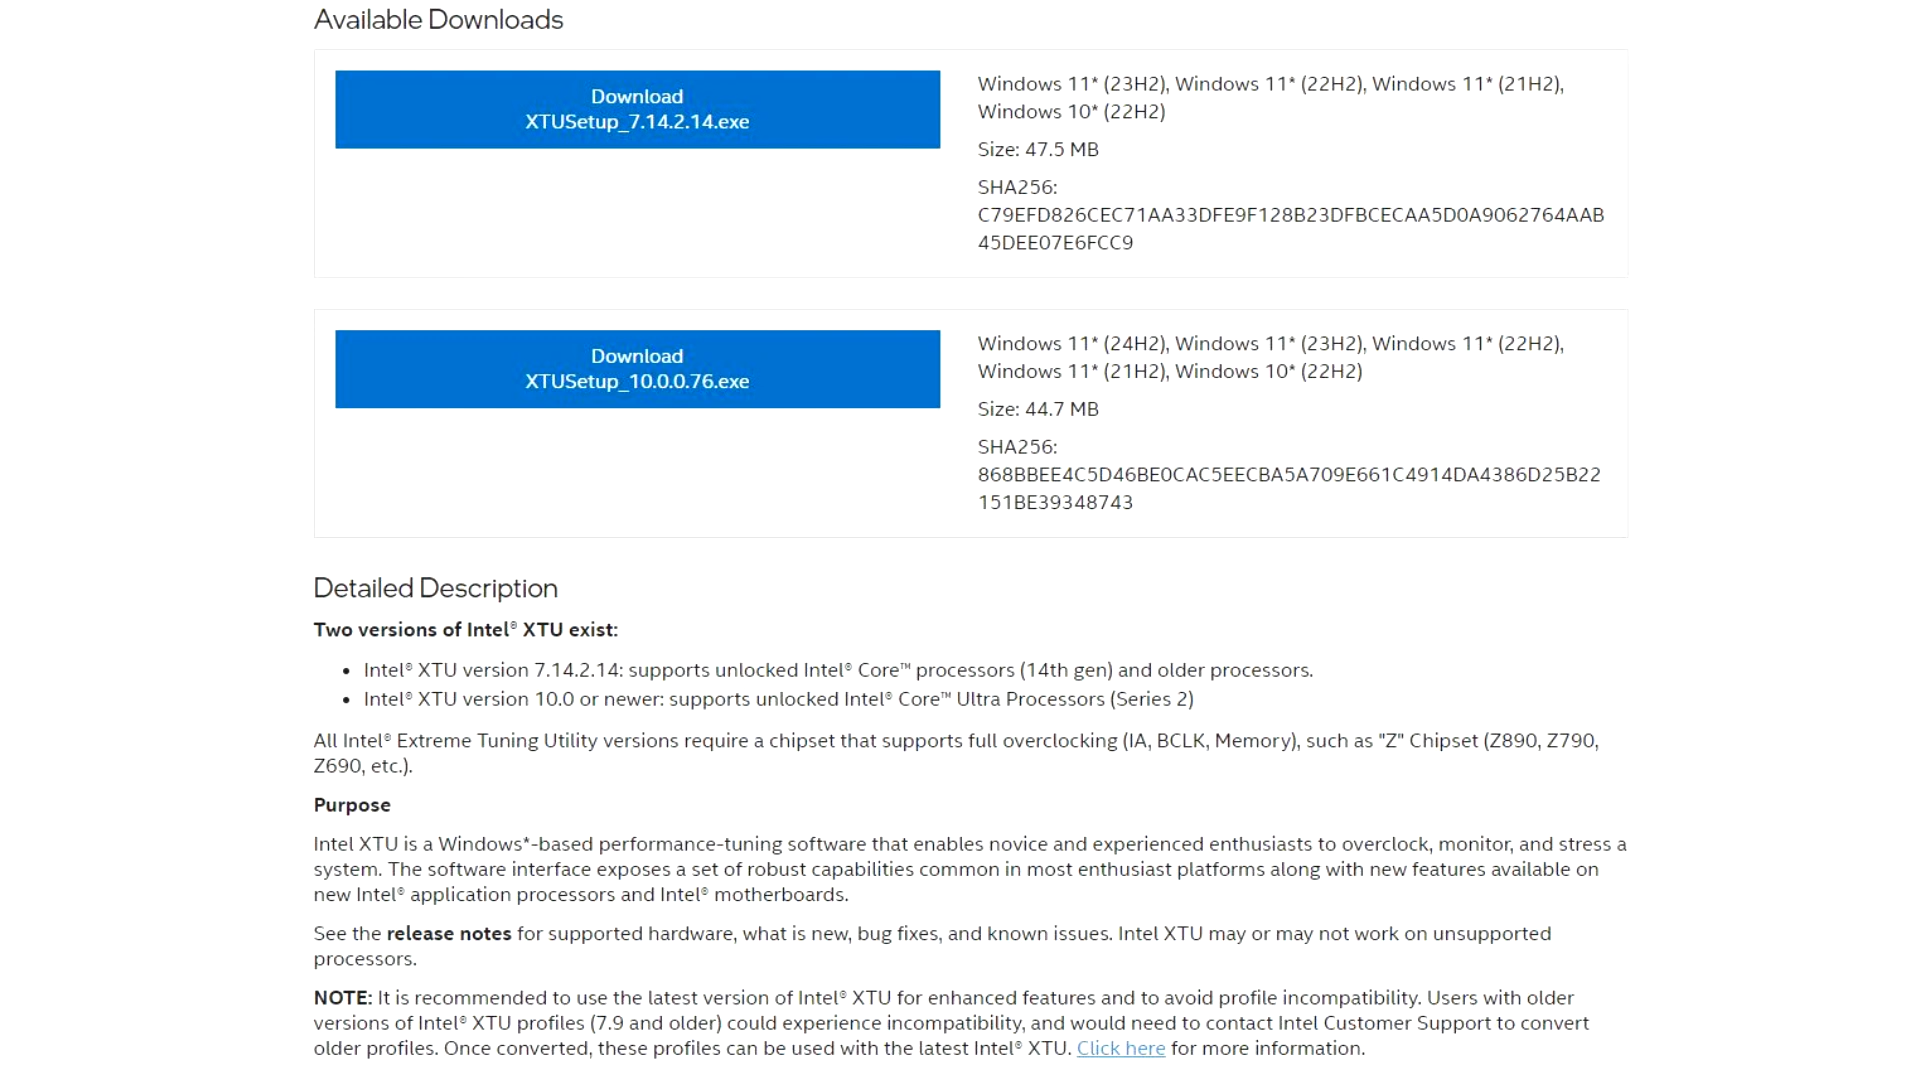 Available Downloads
Download
XTUSetup_7.14.2.14.exe
Windows 11* (23H2), Windows 11* (22H2), Windows 11* (21H2),
Windows 10* (22H2)
Size: 47.5 MB
SHA256:
C79EFD826CEC71AA33DFE9F128B23DFBCECAA5D0A9062764AAB
45DEE07E6FCC9
Download
XTUSetup_10.0.0.76.exe
Windows 11* (24H2), Windows 11* (23H2), Windows 11* (22H2),
Windows 11* (21H2), Windows 10* (22H2)
Size: 44.7 MB
SHA256:
868BBEE4C5D46BE0CAC5EECBA5A709E661C4914DA4386D25B22
151BE39348743
Detailed Description
Two versions of Intel® XTU exist:
• Intel® XTU version 7.14.2.14: supports unlocked Intel® Core™ processors (14th gen) and older processors.
• Intel® XTU version 10.0 or newer: supports unlocked Intel® Core™ Ultra Processors (Series 2)
All Intel® Extreme Tuning Utility versions require a chipset that supports full overclocking (IA, BCLK, Memory), such as "Z" Chipset (Z890, Z790,
Z690, etc.).
Purpose
Intel XTU is a Windows*-based performance-tuning software that enables novice and experienced enthusiasts to overclock, monitor, and stress a
system. The software interface exposes a set of robust capabilities common in most enthusiast platforms along with new features available on
new Intel® application processors and Intel® motherboards.
See the release notes for supported hardware, what is new, bug fixes, and known issues. Intel XTU may or may not work on unsupported
processors.
NOTE: It is recommended to use the latest version of Intel® XTU for enhanced features and to avoid profile incompatibility. Users with older
versions of Intel® XTU profiles (7.9 and older) could experience incompatibility, and would need to contact Intel Customer Support to convert
older profiles. Once converted, these profiles can be used with the latest Intel® XTU. Click here for more information.